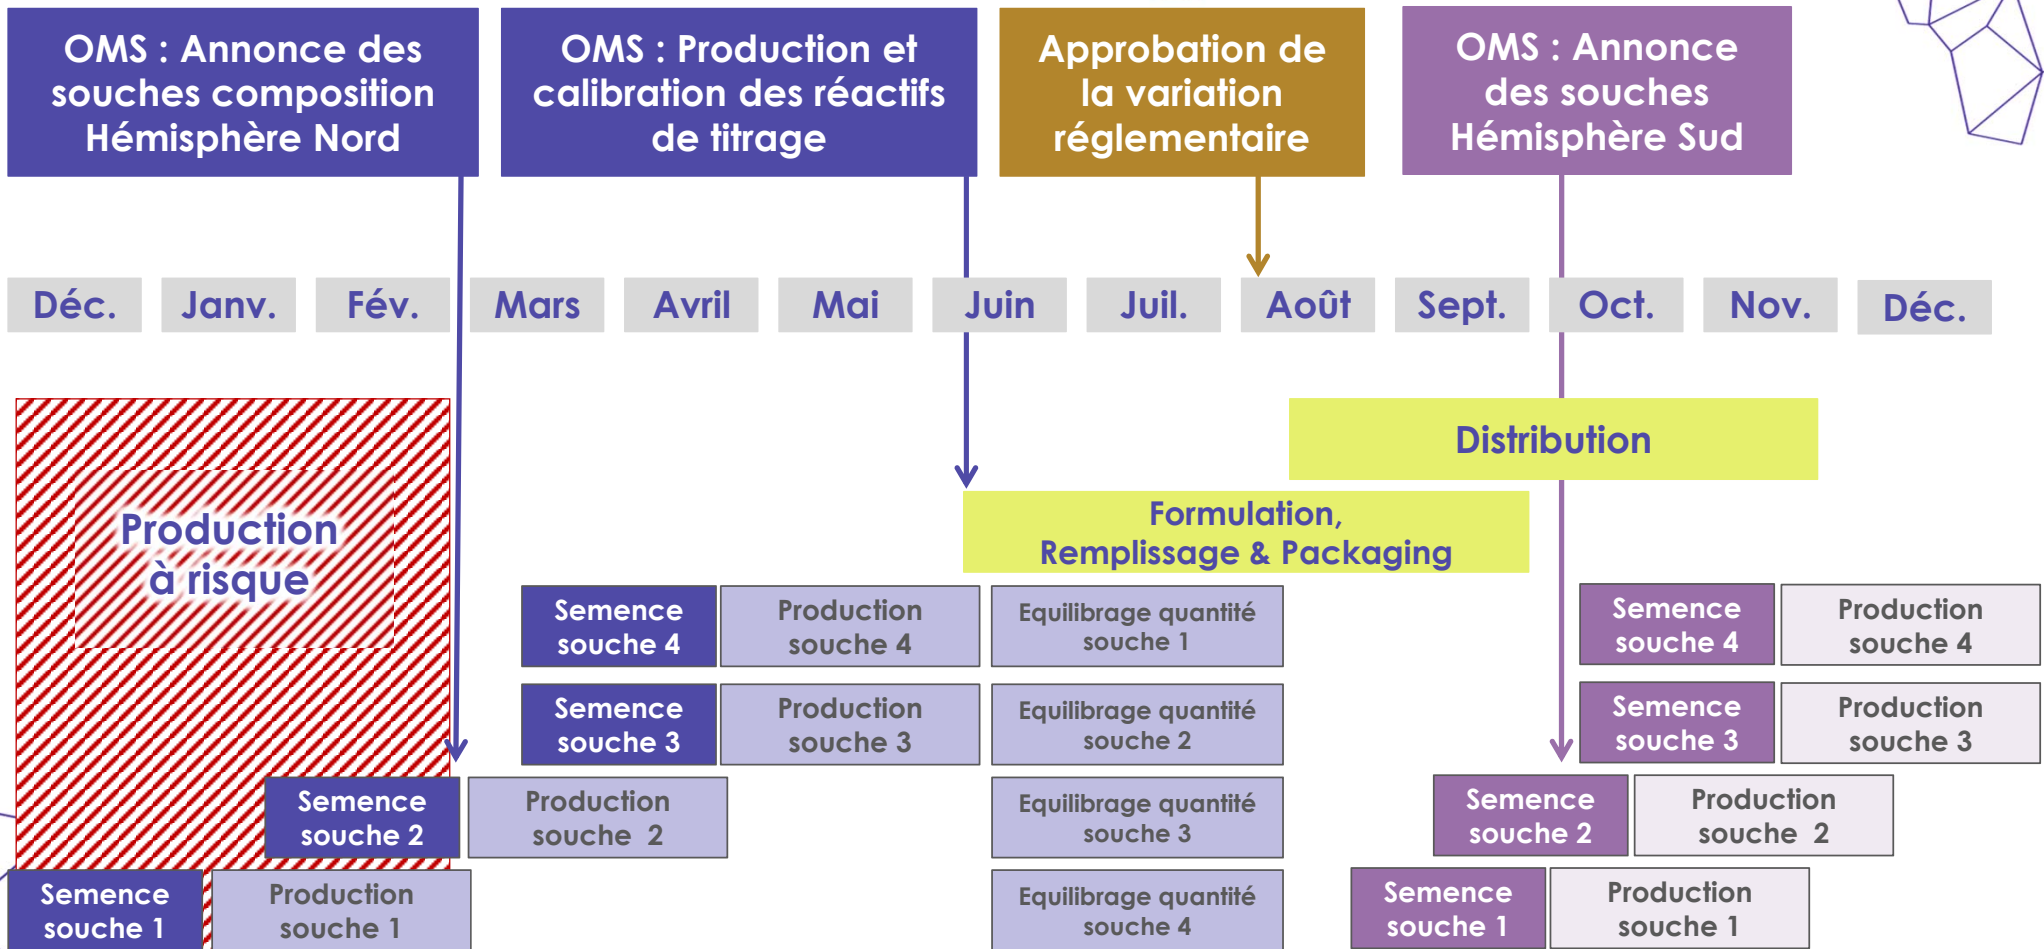 OMS : Annonce des
souches composition
Hémisphère Nord
OMS : Production et
calibration des réactifs
de titrage
Approbation de
la variation
réglementaire
OMS : Annonce
des souches
Hémisphère Sud
Déc.
Janv.
Fév.
Mars
Avril
Mai
Juin
Juil.
Août
Sept.
Oct.
Nov.
Déc.
Distribution
Production
à risque
Formulation,
Remplissage & Packaging
Semence
souche 4
Production
souche 4
Equilibrage quantité
souche 1
Semence
souche 4
Production
souche 4
Semence
souche 3
Production
souche 3
Equilibrage quantité
souche 2
Semence
souche 3
Production
souche 3
Semence
souche 2
Production
souche 2
Equilibrage quantité
souche 3
Semence
souche 2
Production
souche 2
Semence
souche 1
Production
souche 1
Equilibrage quantité
souche 4
Semence
souche 1
Production
souche 1